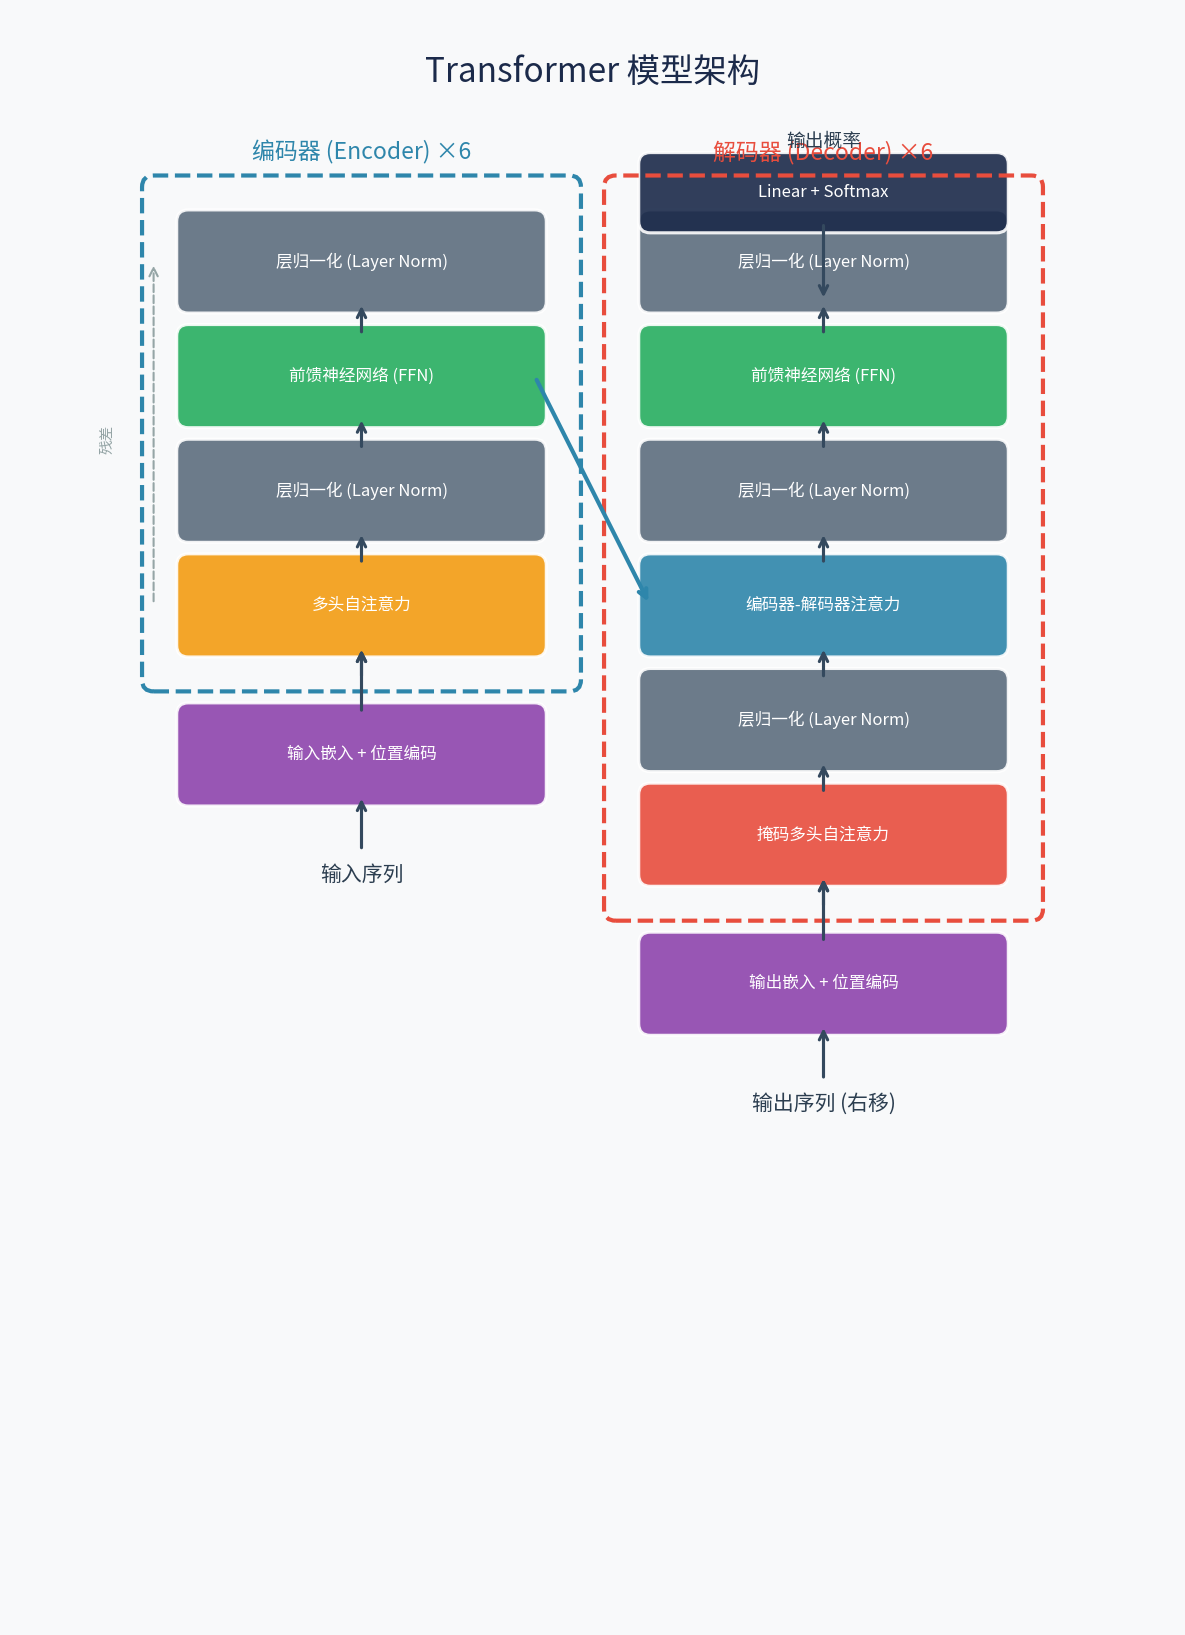 Transformer 模型架构
编码器 (Encoder) ×6
层归一化 (Layer Norm)
前馈神经网络 (FFN)
层归一化 (Layer Norm)
多头自注意力
输入嵌入 + 位置编码
输入序列
残差
输出概率
解码器 (Decoder) ×6
Linear + Softmax
层归一化 (Layer Norm)
前馈神经网络 (FFN)
层归一化 (Layer Norm)
编码器-解码器注意力
层归一化 (Layer Norm)
掩码多头自注意力
输出嵌入 + 位置编码
输出序列 (右移)